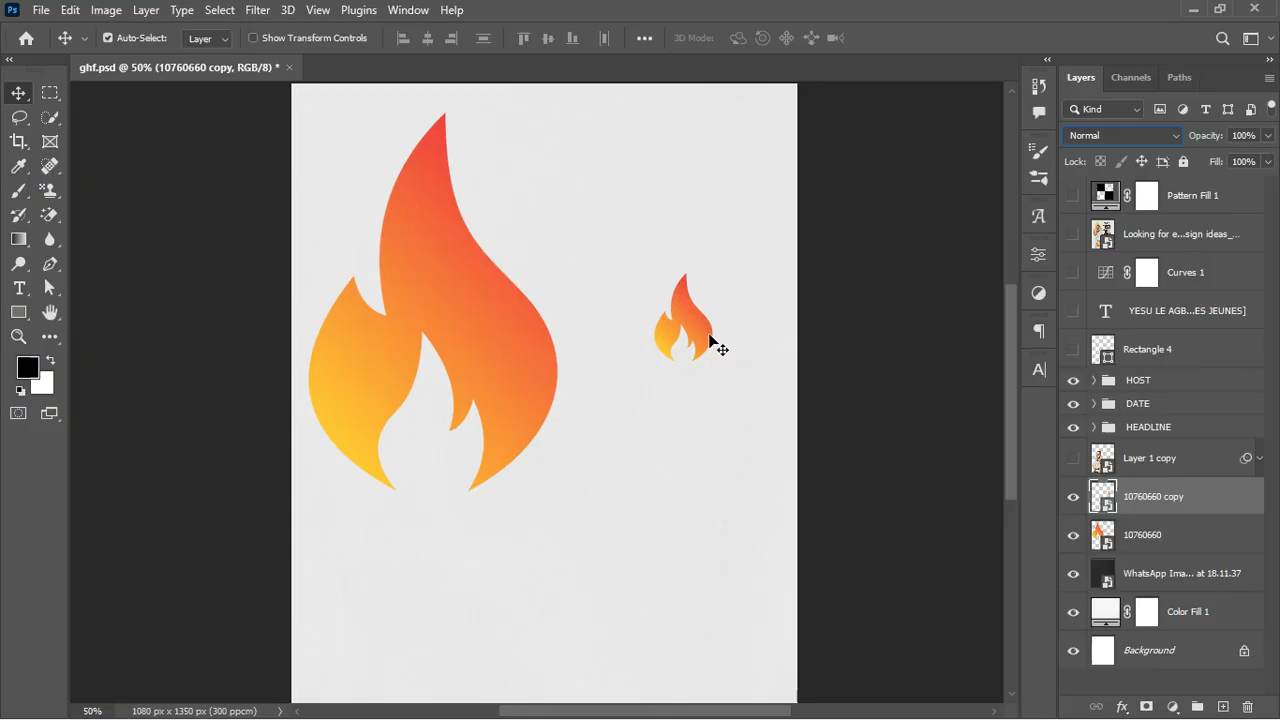 Ps File Edit Image Layer Type Select Filter 3D View Plugins Window Help
Auto-Select: Layer Show Transform Controls 3D Mode:
ghf.psd @ 50% (10760660 copy, RGB/8) *
Layers Channels Paths
Kind
Normal Opacity: 100%
Lock: Fill: 100%
Pattern Fill 1
Looking for e...sign ideas_...
Curves 1
YESU LE AGB...ES JEUNES]
Rectangle 4
HOST
DATE
HEADLINE
Layer 1 copy
10760660 copy
10760660
WhatsApp Ima... at 18.11.37
Color Fill 1
Background
50% 1080 px x 1350 px (300 ppcm)